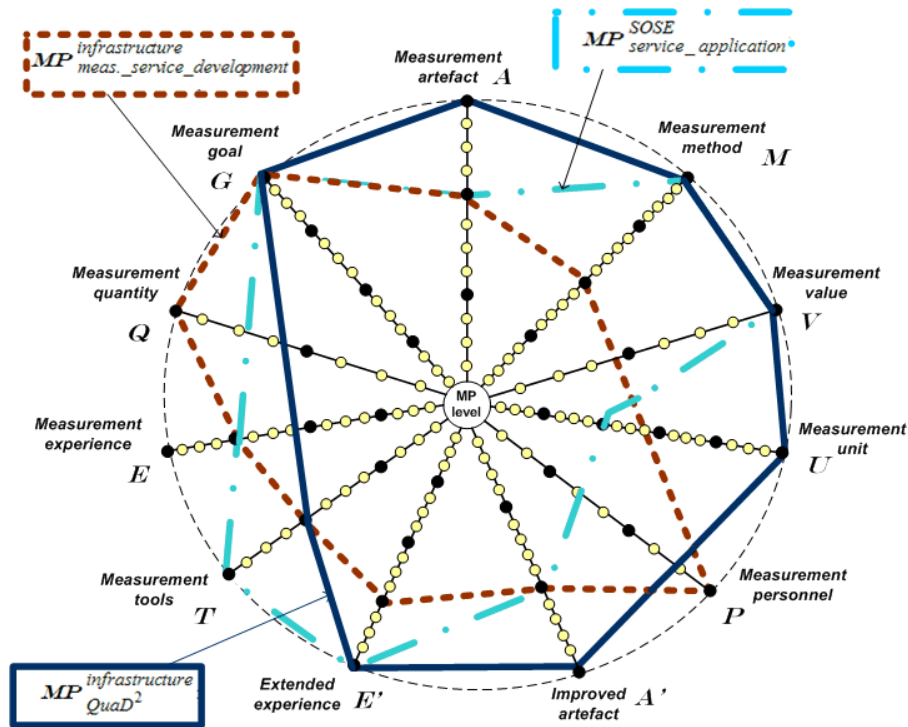 MP infrastructure
meas._service_development
MP SOSE
service_application
Measurement
artefact
A
Measurement
goal
G
Measurement
method
M
Measurement
quantity
Q
Measurement
value
V
MP
level
Measurement
experience
E
Measurement
unit
U
Measurement
tools
T
Measurement
personnel
P
Extended
experience
E'
Improved
artefact
A'
MP infrastructure
QuaD²